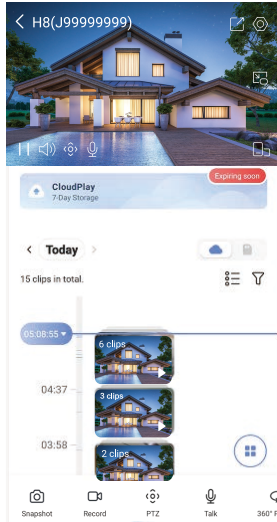 H8(J99999999)
Expiring soon
CloudPlay
7-Day Storage
Today
15 clips in total.
05:08:55
6 clips
04:37
3 clips
03:58
2 clips
Snapshot
Record
PTZ
Talk
360°